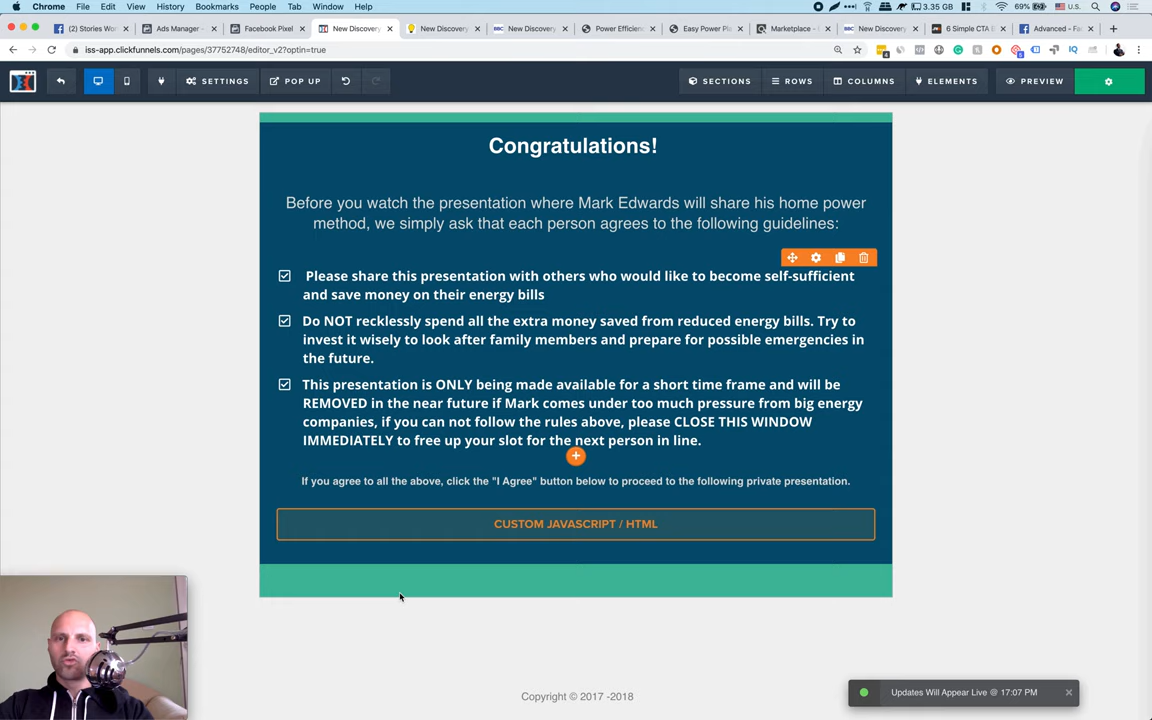 Chrome File Edit View History Bookmarks People Tab Window Help
3.35 GB 69% U.S.
(2) Stories Wo
Ads Manager -
Facebook Pixel
New Discovery
New Discovery
New Discovery
Power Efficien
Easy Power Pla
Marketplace -
New Discovery
6 Simple CTA E
Advanced - Fa
iss-app.clickfunnels.com/pages/37752748/editor_v2?option=true
SETTINGS POP UP SECTIONS ROWS COLUMNS ELEMENTS PREVIEW
Congratulations!
Before you watch the presentation where Mark Edwards will share his home power
method, we simply ask that each person agrees to the following guidelines:
Please share this presentation with others who would like to become self-sufficient
and save money on their energy bills
Do NOT recklessly spend all the extra money saved from reduced energy bills. Try to
invest it wisely to look after family members and prepare for possible emergencies in
the future.
This presentation is ONLY being made available for a short time frame and will be
REMOVED in the near future if Mark comes under too much pressure from big energy
companies, if you can not follow the rules above, please CLOSE THIS WINDOW
IMMEDIATELY to free up your slot for the next person in line.
If you agree to all the above, click the "I Agree" button below to proceed to the following private presentation.
CUSTOM JAVASCRIPT / HTML
Updates Will Appear Live @ 17:07 PM
Copyright © 2017 -2018